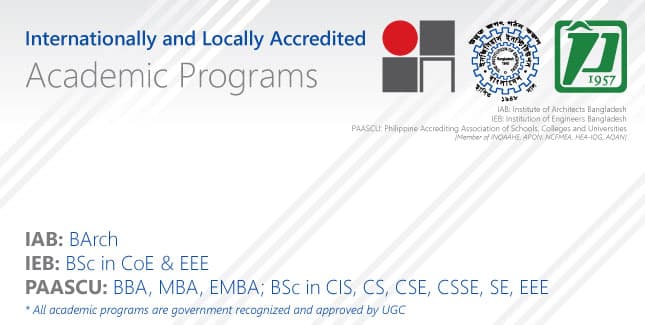 Internationally and Locally Accredited
Academic Programs
1957
IAB: Institute of Architects Bangladesh
IEB: Institution of Engineers Bangladesh
PAASCU: Philippine Accrediting Association of Schools, Colleges and Universities
(Member of INQAAHE, APQN, NCFMEA, HEA-IOG, AQAN)
IAB: BArch
IEB: BSc in CoE & EEE
PAASCU: BBA, MBA, EMBA; BSc in CIS, CS, CSE, CSSE, SE, EEE
* All academic programs are government recognized and approved by UGC